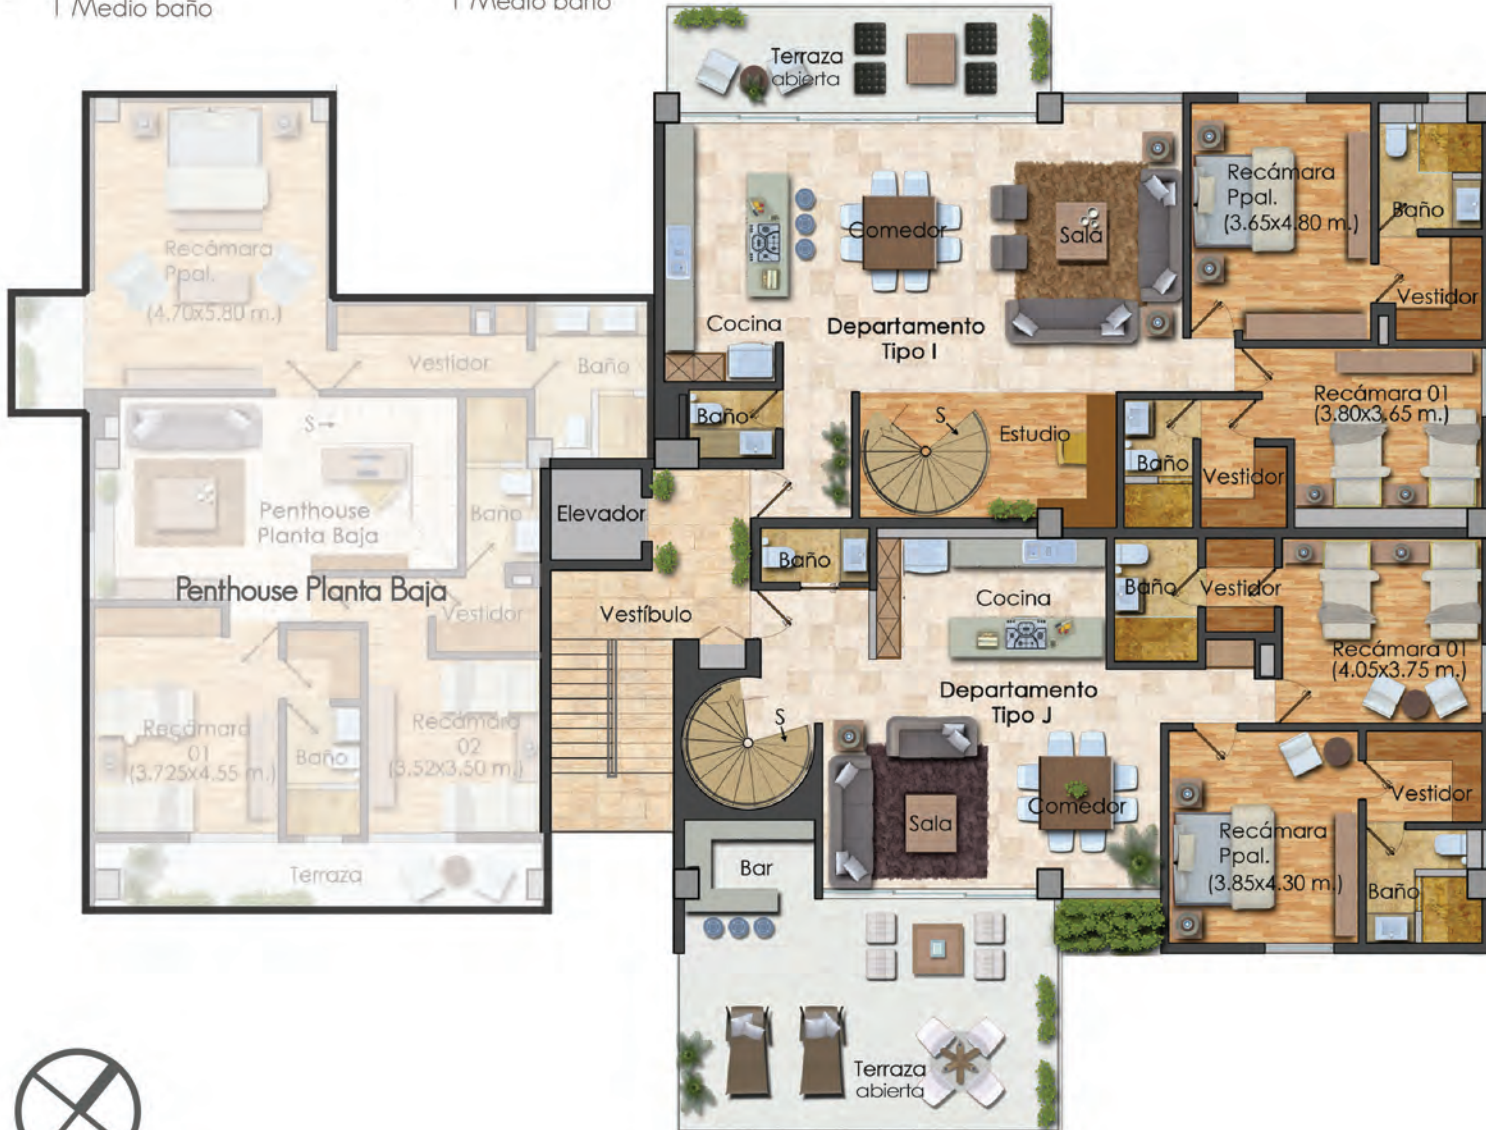 1 Medio baño
1 Medio baño
Terraza
abierta
Recámara
Ppal.
(4.70x5.80 m.)
Vestidor
Baño
S
Penthouse
Planta Baja
Baño
Penthouse Planta Baja
Vestidor
Recámara
01
(3.725x4.55 m.)
Baño
Recámara
02
(3.52x3.50 m.)
Terraza
Elevador
Vestíbulo
Cocina
Comedor
Sala
Departamento
Tipo I
Recámara
Ppal.
(3.65x4.80 m.)
Baño
Vestidor
Baño
S
Estudio
Baño
Vestidor
Recámara 01
(3.80x3.65 m.)
Baño
Cocina
Baño
Vestidor
Recámara 01
(4.05x3.75 m.)
Departamento
Tipo J
S
Sala
Comedor
Vestidor
Recámara
Ppal.
(3.85x4.30 m.)
Baño
Bar
Terraza
abierta